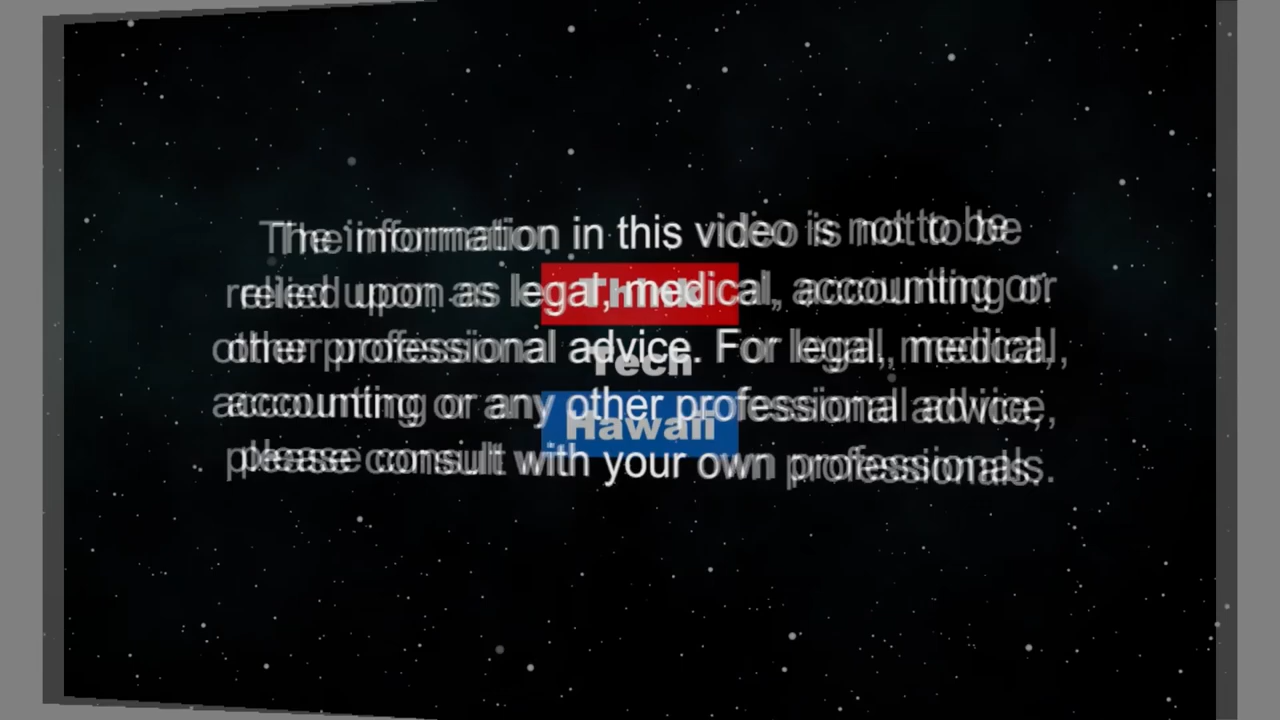 The information in this video is not to be
relied upon as legal, medical, accounting or
other professional advice. For legal, medical,
accounting or any other professional advice,
please consult with your own professionals.
Think
Tech
Hawaii